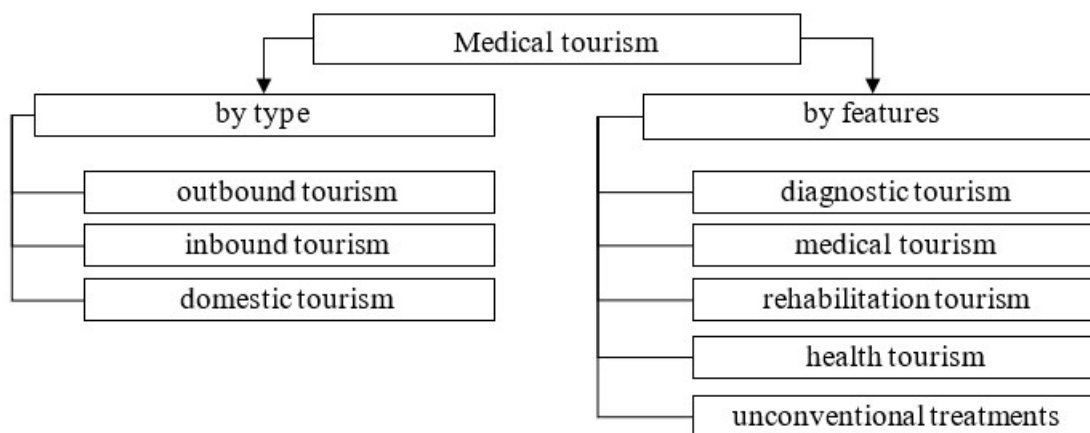 Medical tourism
by type
outbound tourism
inbound tourism
domestic tourism
by features
diagnostic tourism
medical tourism
rehabilitation tourism
health tourism
unconventional treatments